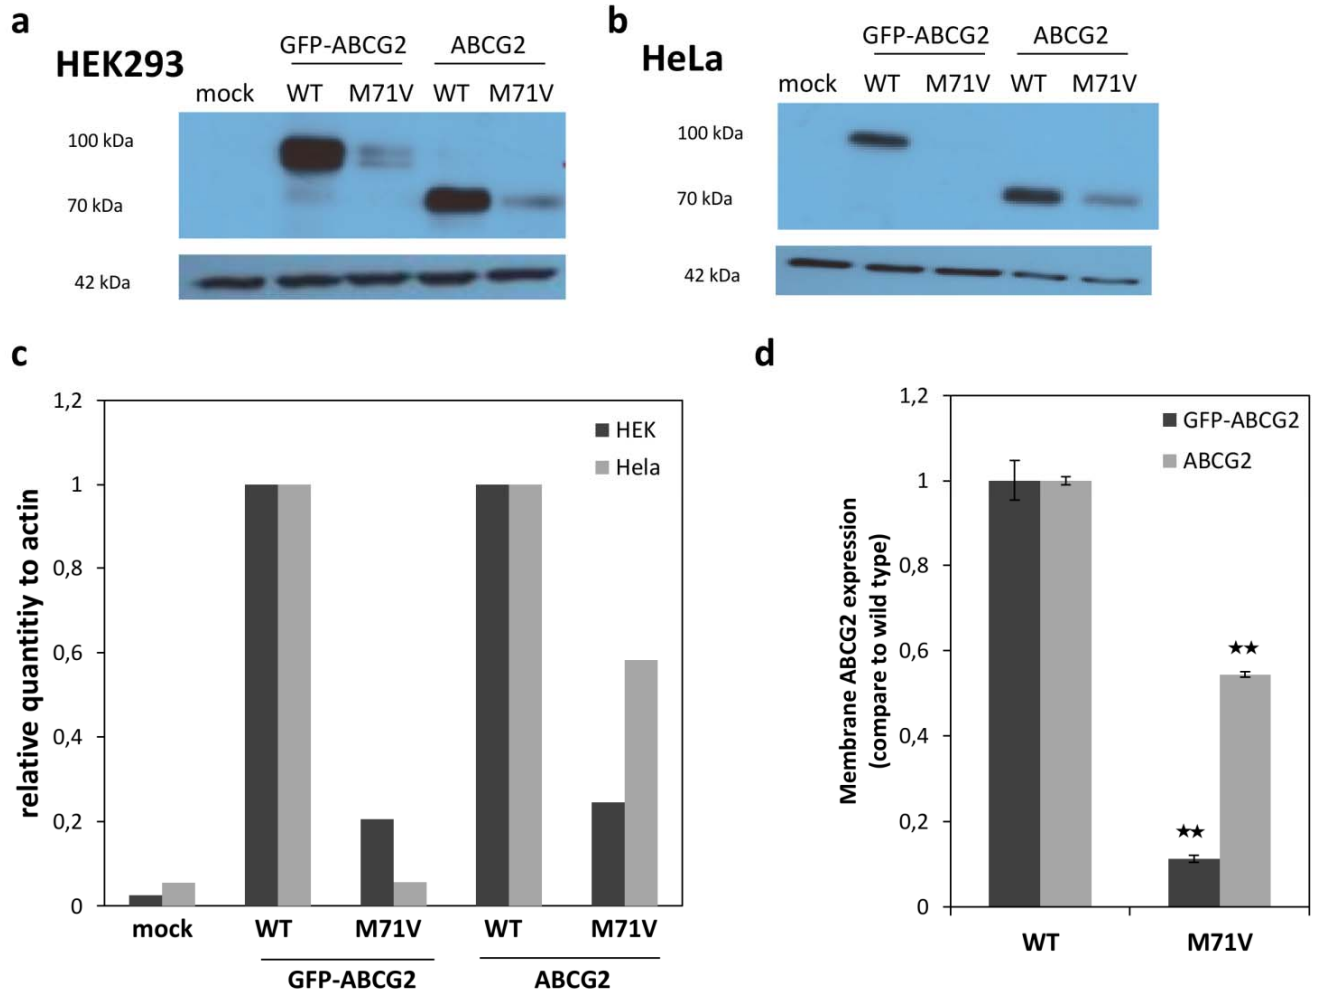 a
HEK293
GFP-ABCG2 ABCG2
mock WT M71V WT M71V
100 kDa
70 kDa
42 kDa
b
HeLa
GFP-ABCG2 ABCG2
mock WT M71V WT M71V
100 kDa
70 kDa
42 kDa
c
relative quantitiy to actin
1,2
1
0,8
0,6
0,4
0,2
0
HEK
Hela
mock WT M71V WT M71V
GFP-ABCG2 ABCG2
d
Membrane ABCG2 expression
(compare to wild type)
1,2
1
0,8
0,6
0,4
0,2
0
GFP-ABCG2
ABCG2
★★
★★
WT M71V